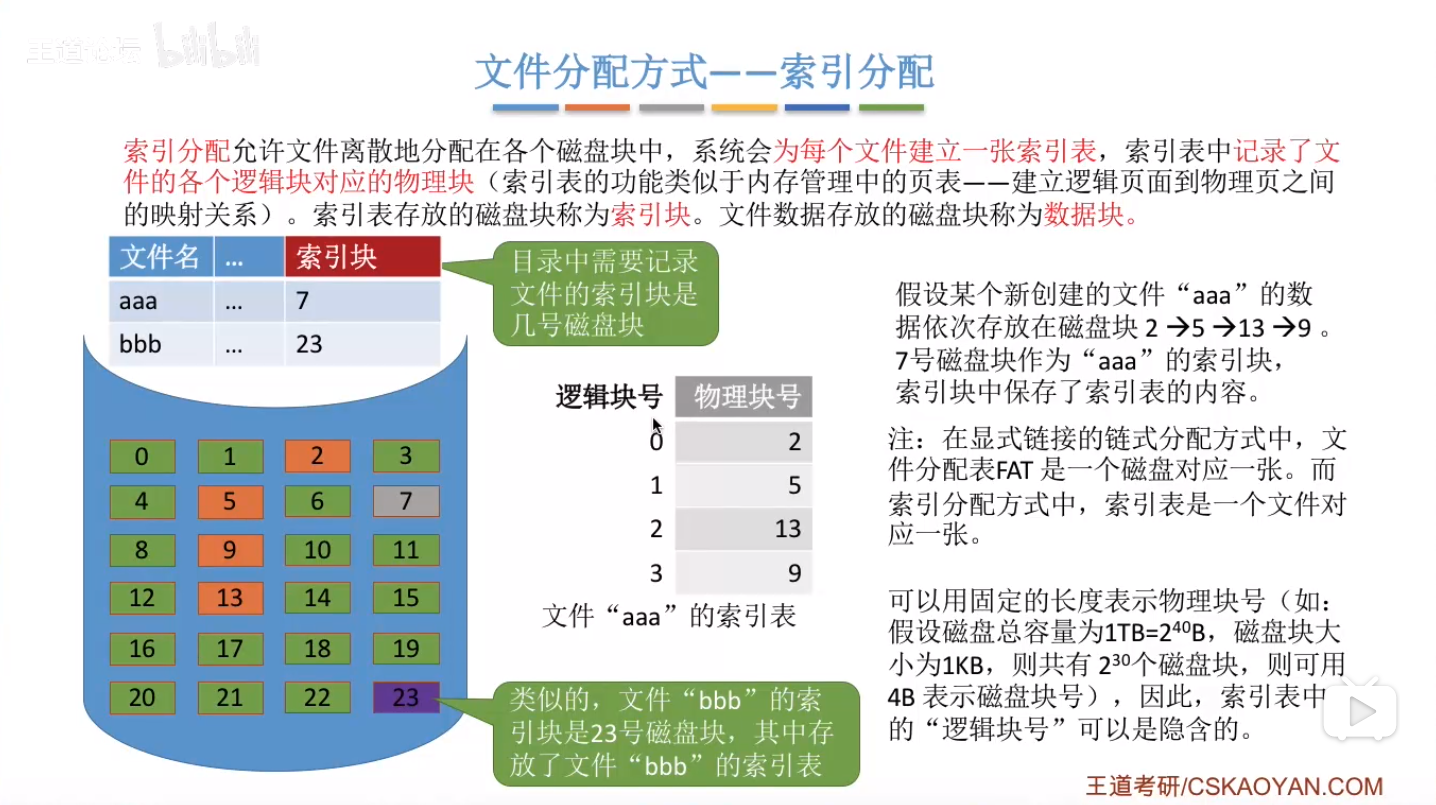 王道论坛 bilibili
文件分配方式——索引分配
索引分配允许文件离散地分配在各个磁盘块中，系统会为每个文件建立一张索引表，索引表中记录了文
件的各个逻辑块对应的物理块（索引表的功能类似于内存管理中的页表——建立逻辑页面到物理页之间
的映射关系）。索引表存放的磁盘块称为索引块。文件数据存放的磁盘块称为数据块。
文件名 ... 索引块
aaa ... 7
bbb ... 23
目录中需要记录
文件的索引块是
几号磁盘块
0 1 2 3
4 5 6 7
8 9 10 11
12 13 14 15
16 17 18 19
20 21 22 23
逻辑块号 物理块号
0 2
1 5
2 13
3 9
文件“aaa”的索引表
类似的，文件“bbb”的索
引块是23号磁盘块，其中存
放了文件“bbb”的索引表
假设某个新创建的文件“aaa”的数
据依次存放在磁盘块 2 →5 →13 →9 。
7号磁盘块作为“aaa”的索引块，
索引块中保存了索引表的内容。
注：在显式链接的链式分配方式中，文
件分配表FAT 是一个磁盘对应一张。而
索引分配方式中，索引表是一个文件对
应一张。
可以用固定的长度表示物理块号（如：
假设磁盘总容量为1TB=2⁴⁰B，磁盘块大
小为1KB，则共有 2³⁰个磁盘块，则可用
4B 表示磁盘块号），因此，索引表中
的“逻辑块号”可以是隐含的。
王道考研/CSKAOYAN.COM